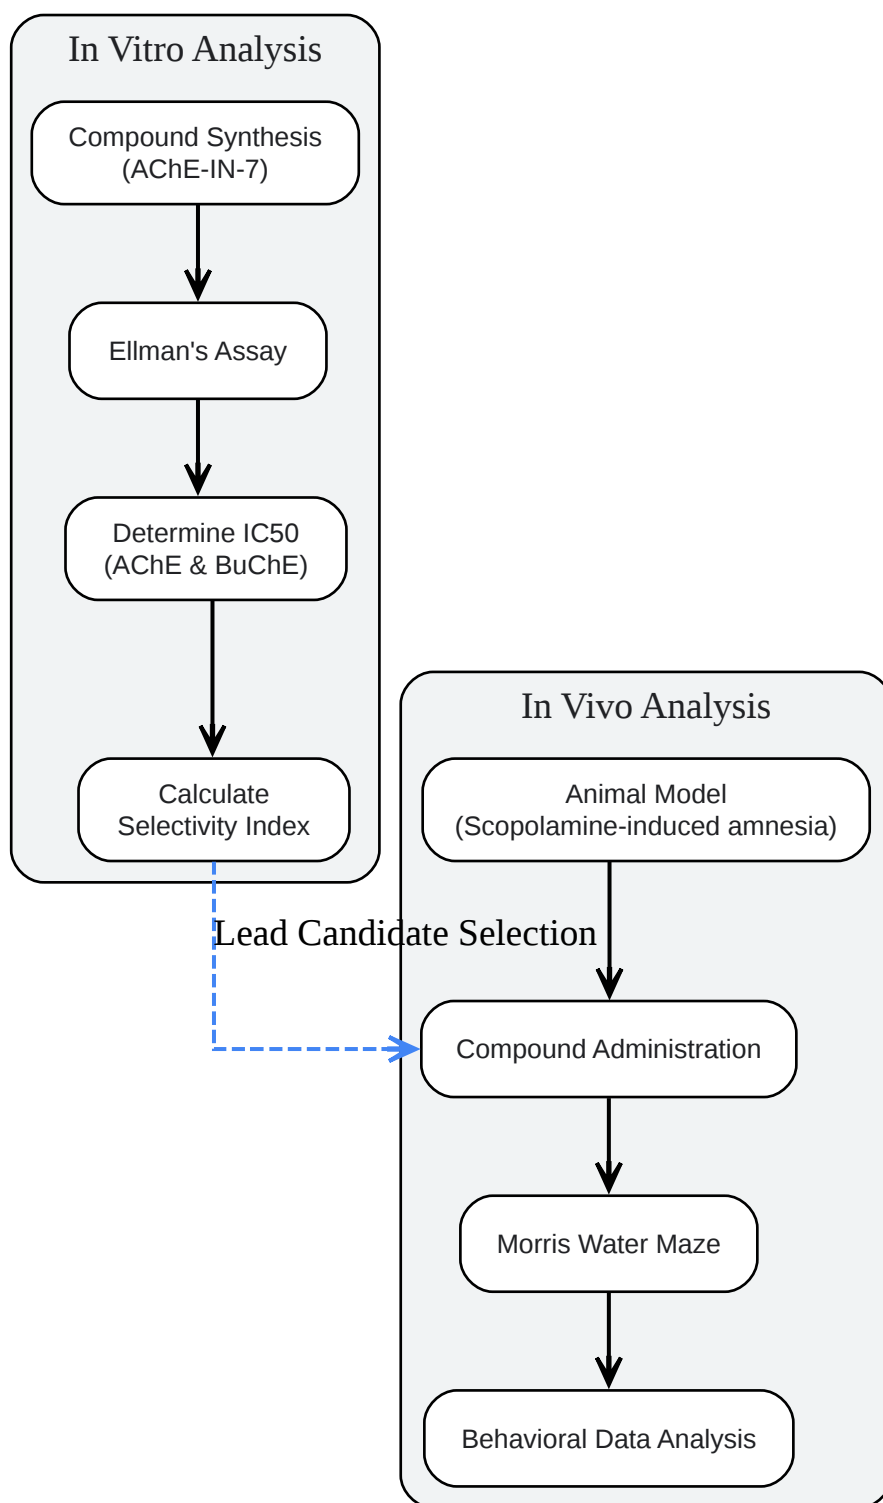 In Vitro Analysis
Compound Synthesis
(AChE-IN-7)
Ellman's Assay
Determine IC50
(AChE & BuChE)
Calculate
Selectivity Index
Lead Candidate Selection
In Vivo Analysis
Animal Model
(Scopolamine-induced amnesia)
Compound Administration
Morris Water Maze
Behavioral Data Analysis